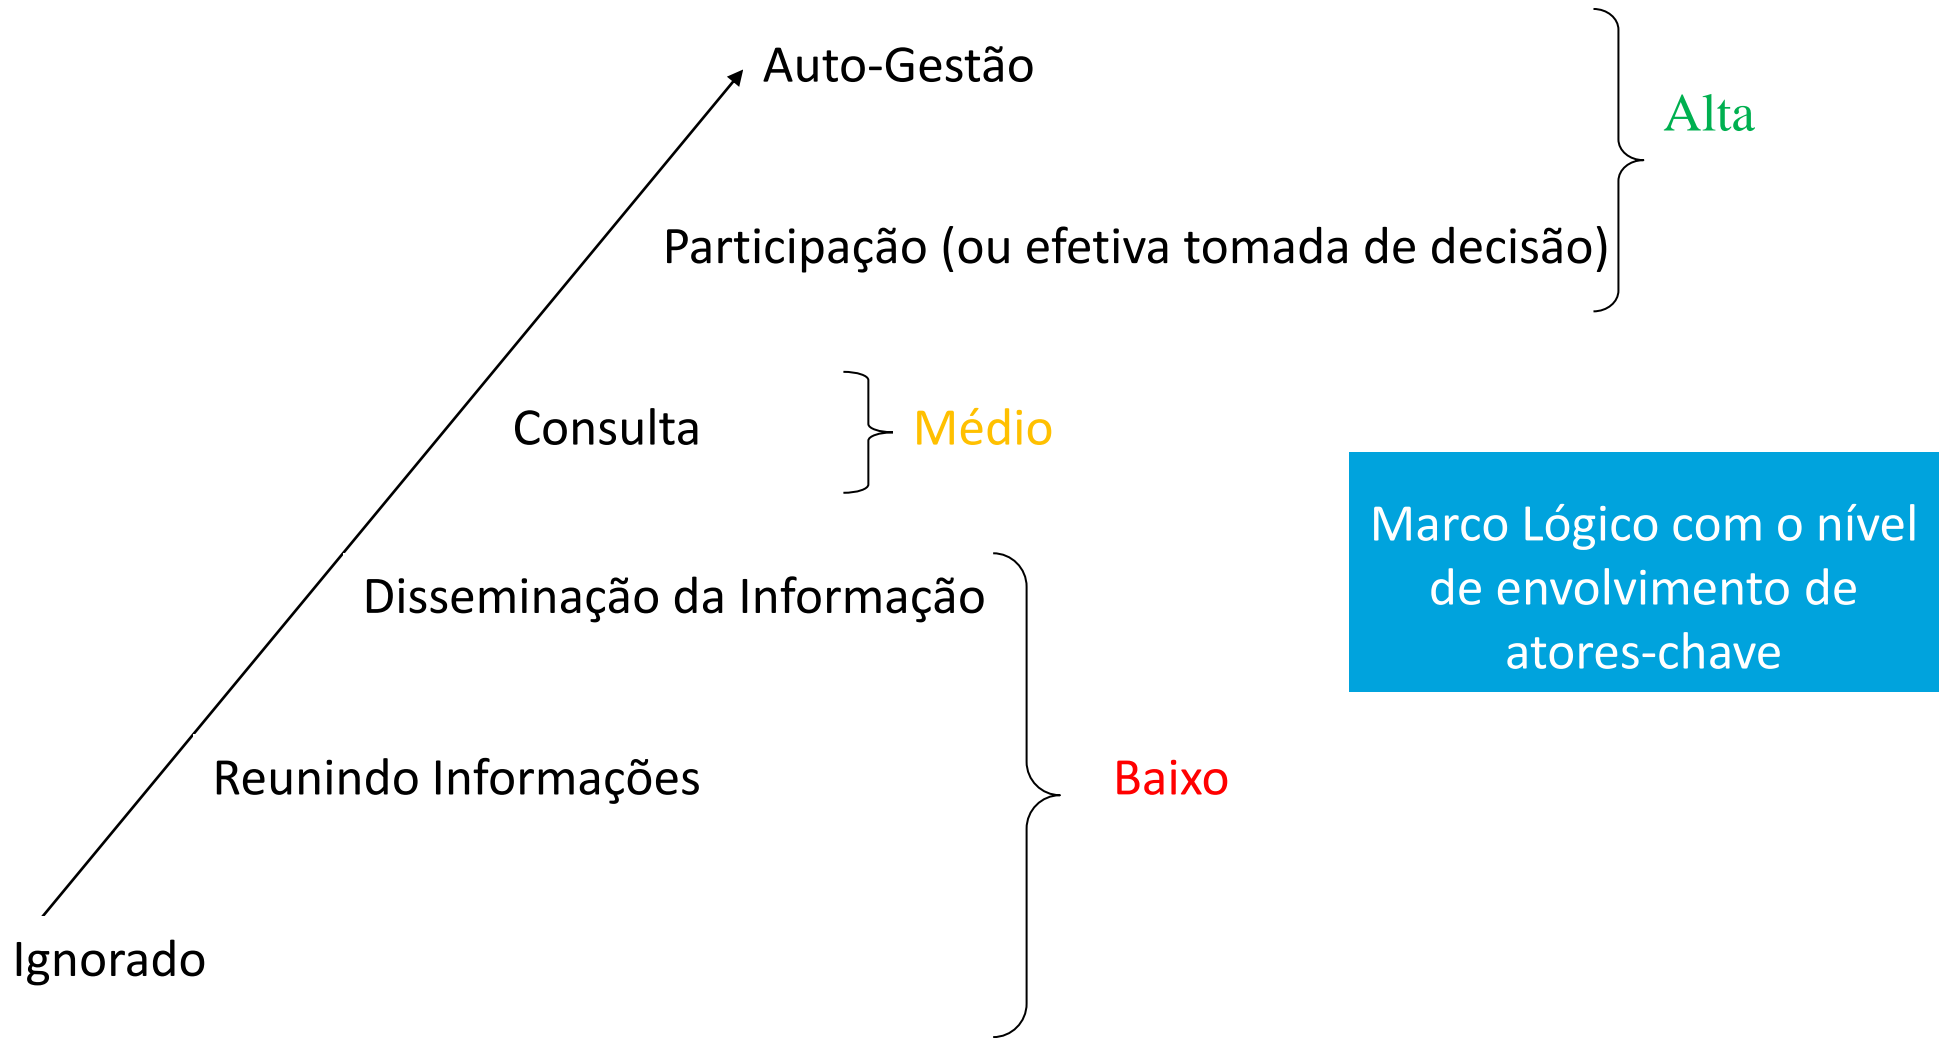 Auto-Gestão
Alta
Participação (ou efetiva tomada de decisão)
Consulta
Médio
Marco Lógico com o nível
de envolvimento de
atores-chave
Disseminação da Informação
Reunindo Informações
Baixo
Ignorado